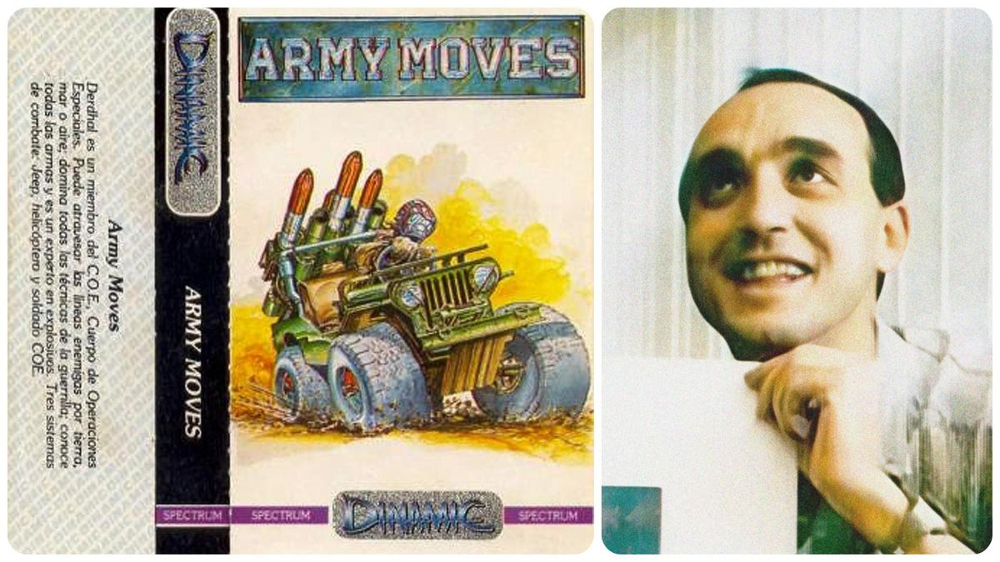 Army Moves
Derdhal es un miembro del C.O.E., Cuerpo de Operaciones
Especiales. Puede atravesar las líneas enemigas por tierra,
mar o aire; domina todas las técnicas de la guerrilla; conoce
todas las armas y es un experto en explosivos. Tres sistemas
de combate: Jeep, helicóptero y soldado COE.
DINAMIC
ARMY MOVES
SPECTRUM
ARMY MOVES
SPECTRUM
DINAMIC
SPECTRUM